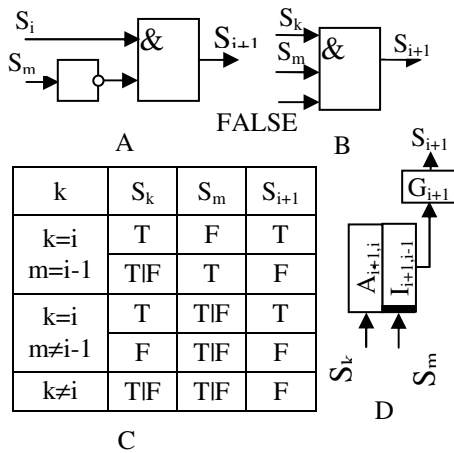 Sᵢ
&
Sᵢ₊₁
Sₘ
A
Sₖ
Sₘ
&
Sᵢ₊₁
FALSE
B
k Sₖ Sₘ Sᵢ₊₁
k=i
m=i-1
T F T
T|F T F
k=i
m≠i-1
T T|F T
F T|F F
k≠i T|F T|F F
C
Sᵢ₊₁
Gᵢ₊₁
Aᵢ₊₁,ᵢ
Iᵢ₊₁,ᵢ₋₁
Sₖ
Sₘ
D